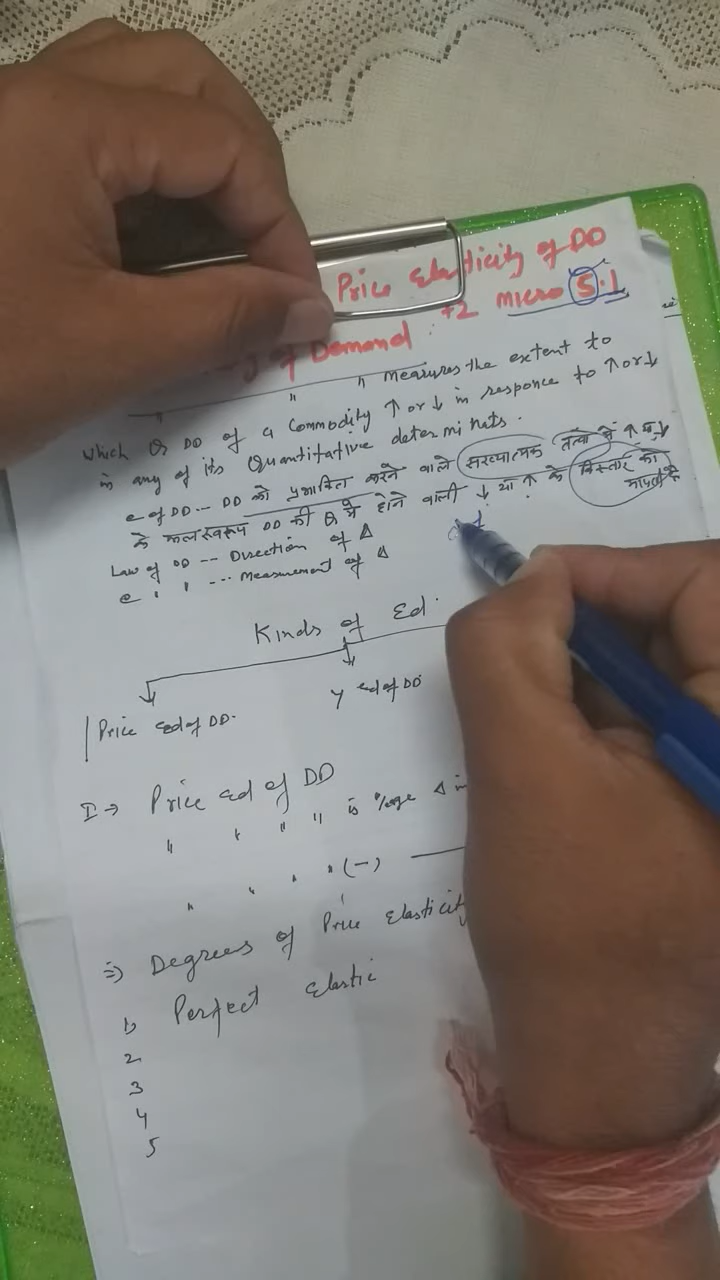 Price Elasticity of DD
of Demand +2 micro 5.1
" " " Measures the extent to
which Q DD of a Commodity ↑ or ↓ in responce to ↑ or ↓
in any of its Quantitative determinats.
e of DD -- DD को प्रभावित करने वाले संख्यात्मक तत्वों में ↑ या ↓
के फलस्वरूप DD की Q में होने वाली ↓ या ↑ के विस्तार को
मापती है
Law of DD -- Direction of Δ
e " " --- Measurement of Δ
Kinds of Ed.
Price Ed of DD.
y Ed of DD
I → Price Ed of DD
" " " " is %age Δ in
" " " " (-)
⇒ Degrees of Price Elasticity
1) Perfect elastic
2
3
4
5